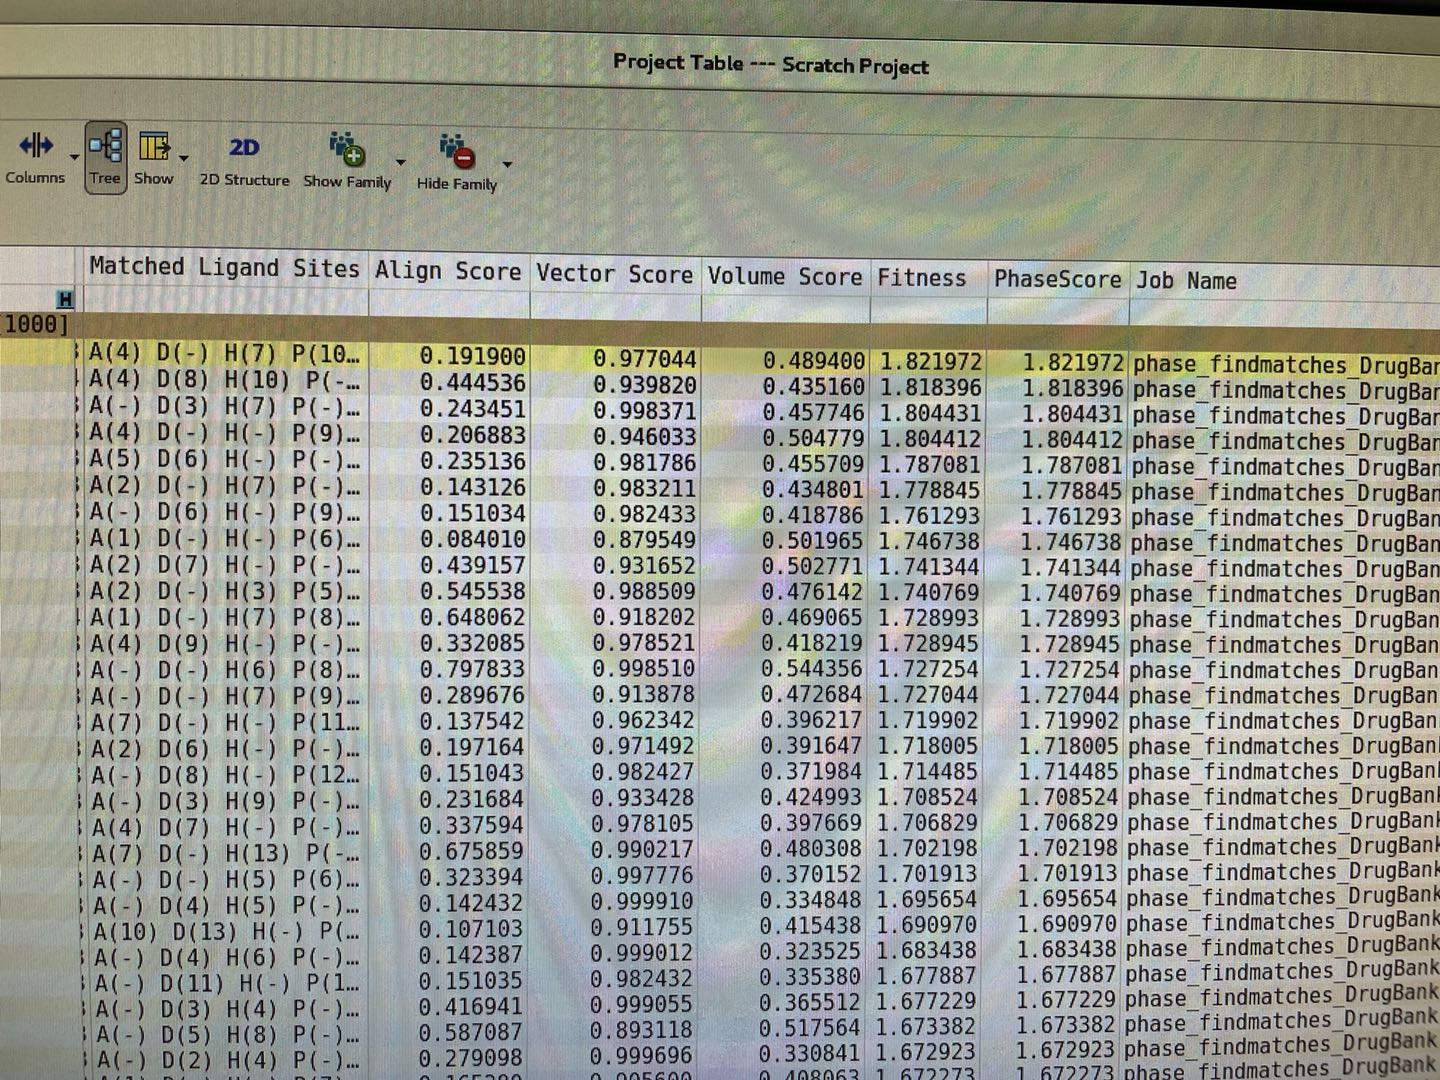 Project Table --- Scratch Project
Columns Tree Show 2D 2D Structure Show Family Hide Family
Matched Ligand Sites Align Score Vector Score Volume Score Fitness PhaseScore Job Name
H
1000]
A(4) D(-) H(7) P(10… 0.191900 0.977044 0.489400 1.821972 1.821972 phase_findmatches_DrugBan
A(4) D(8) H(10) P(-… 0.444536 0.939820 0.435160 1.818396 1.818396 phase_findmatches_DrugBan
A(-) D(3) H(7) P(-)… 0.243451 0.998371 0.457746 1.804431 1.804431 phase_findmatches_DrugBan
A(4) D(-) H(-) P(9)… 0.206883 0.946033 0.504779 1.804412 1.804412 phase_findmatches_DrugBan
A(5) D(6) H(-) P(-)… 0.235136 0.981786 0.455709 1.787081 1.787081 phase_findmatches_DrugBan
A(2) D(-) H(7) P(-)… 0.143126 0.983211 0.434801 1.778845 1.778845 phase_findmatches_DrugBan
A(-) D(6) H(-) P(9)… 0.151034 0.982433 0.418786 1.761293 1.761293 phase_findmatches_DrugBan
A(1) D(-) H(-) P(6)… 0.084010 0.879549 0.501965 1.746738 1.746738 phase_findmatches_DrugBan
A(2) D(7) H(-) P(-)… 0.439157 0.931652 0.502771 1.741344 1.741344 phase_findmatches_DrugBan
A(2) D(-) H(3) P(5)… 0.545538 0.988509 0.476142 1.740769 1.740769 phase_findmatches_DrugBan
A(1) D(-) H(7) P(8)… 0.648062 0.918202 0.469065 1.728993 1.728993 phase_findmatches_DrugBan
A(4) D(9) H(-) P(-)… 0.332085 0.978521 0.418219 1.728945 1.728945 phase_findmatches_DrugBan
A(-) D(-) H(6) P(8)… 0.797833 0.998510 0.544356 1.727254 1.727254 phase_findmatches_DrugBan
A(-) D(-) H(7) P(9)… 0.289676 0.913878 0.472684 1.727044 1.727044 phase_findmatches_DrugBan
A(7) D(-) H(-) P(11… 0.137542 0.962342 0.396217 1.719902 1.719902 phase_findmatches_DrugBan
A(2) D(6) H(-) P(-)… 0.197164 0.971492 0.391647 1.718005 1.718005 phase_findmatches_DrugBank
A(-) D(8) H(-) P(12… 0.151043 0.982427 0.371984 1.714485 1.714485 phase_findmatches_DrugBank
A(-) D(3) H(9) P(-)… 0.231684 0.933428 0.424993 1.708524 1.708524 phase_findmatches_DrugBank
A(4) D(7) H(-) P(-)… 0.337594 0.978105 0.397669 1.706829 1.706829 phase_findmatches_DrugBank
A(7) D(-) H(13) P(-… 0.675859 0.990217 0.480308 1.702198 1.702198 phase_findmatches_DrugBank
A(-) D(-) H(5) P(6)… 0.323394 0.997776 0.370152 1.701913 1.701913 phase_findmatches_DrugBank
A(-) D(4) H(5) P(-)… 0.142432 0.999910 0.334848 1.695654 1.695654 phase_findmatches_DrugBank
A(10) D(13) H(-) P(… 0.107103 0.911755 0.415438 1.690970 1.690970 phase_findmatches_DrugBank
A(-) D(4) H(6) P(-)… 0.142387 0.999012 0.323525 1.683438 1.683438 phase_findmatches_DrugBank
A(-) D(11) H(-) P(1… 0.151035 0.982432 0.335380 1.677887 1.677887 phase_findmatches_DrugBank
A(-) D(3) H(4) P(-)… 0.416941 0.999055 0.365512 1.677229 1.677229 phase_findmatches_DrugBank
A(-) D(5) H(8) P(-)… 0.587087 0.893118 0.517564 1.673382 1.673382 phase_findmatches_DrugBank
A(-) D(2) H(4) P(-)… 0.279098 0.999696 0.330841 1.672923 1.672923 phase_findmatches_DrugBank
1.672273 1.672273